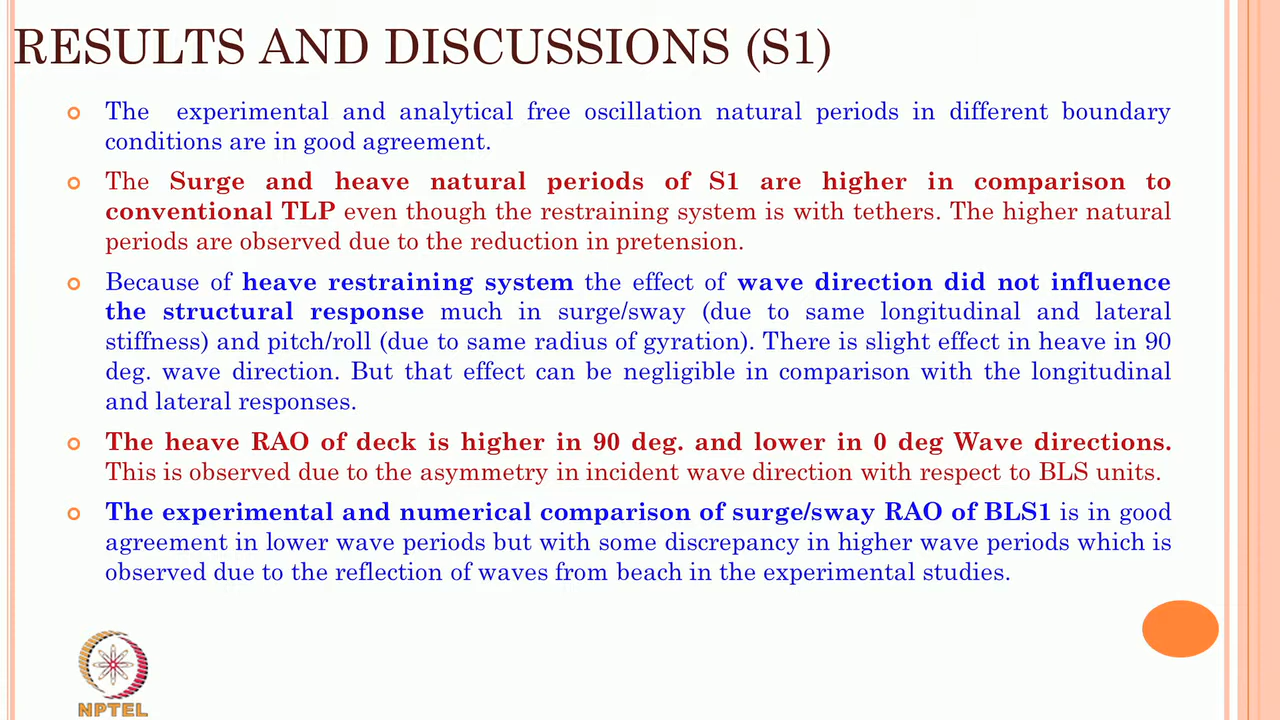 RESULTS AND DISCUSSIONS (S1)
The experimental and analytical free oscillation natural periods in different boundary
conditions are in good agreement.
The Surge and heave natural periods of S1 are higher in comparison to
conventional TLP even though the restraining system is with tethers. The higher natural
periods are observed due to the reduction in pretension.
Because of heave restraining system the effect of wave direction did not influence
the structural response much in surge/sway (due to same longitudinal and lateral
stiffness) and pitch/roll (due to same radius of gyration). There is slight effect in heave in 90
deg. wave direction. But that effect can be negligible in comparison with the longitudinal
and lateral responses.
The heave RAO of deck is higher in 90 deg. and lower in 0 deg Wave directions.
This is observed due to the asymmetry in incident wave direction with respect to BLS units.
The experimental and numerical comparison of surge/sway RAO of BLS1 is in good
agreement in lower wave periods but with some discrepancy in higher wave periods which is
observed due to the reflection of waves from beach in the experimental studies.
NPTEL